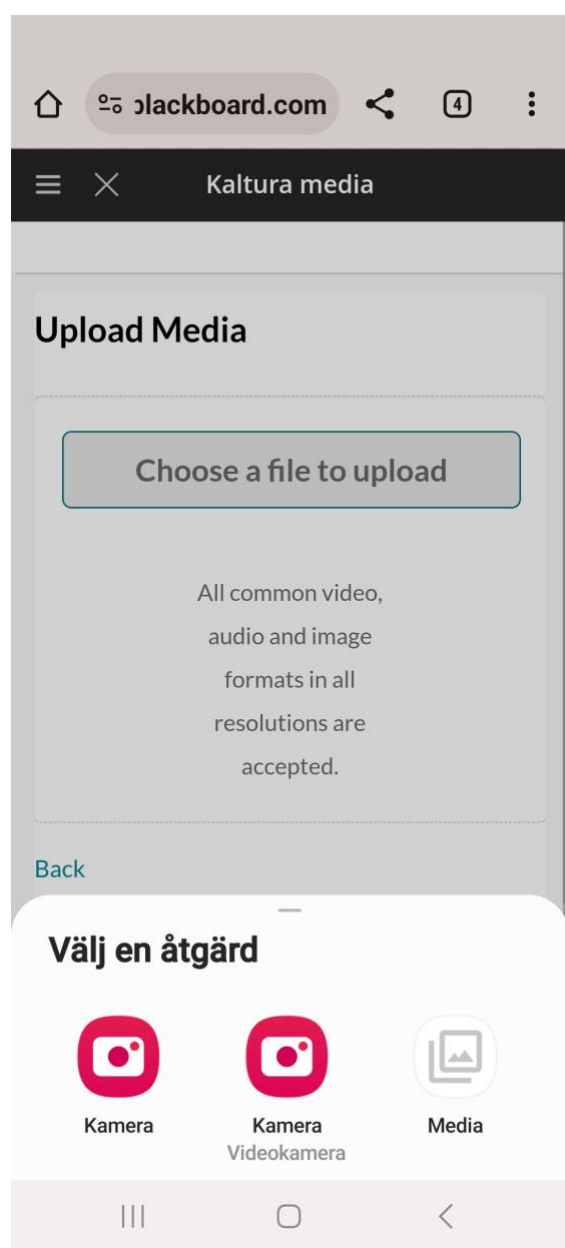 blackboard.com
4
Kaltura media
Upload Media
Choose a file to upload
All common video,
audio and image
formats in all
resolutions are
accepted.
Back
Välj en åtgärd
Kamera
Kamera
Media
Videokamera